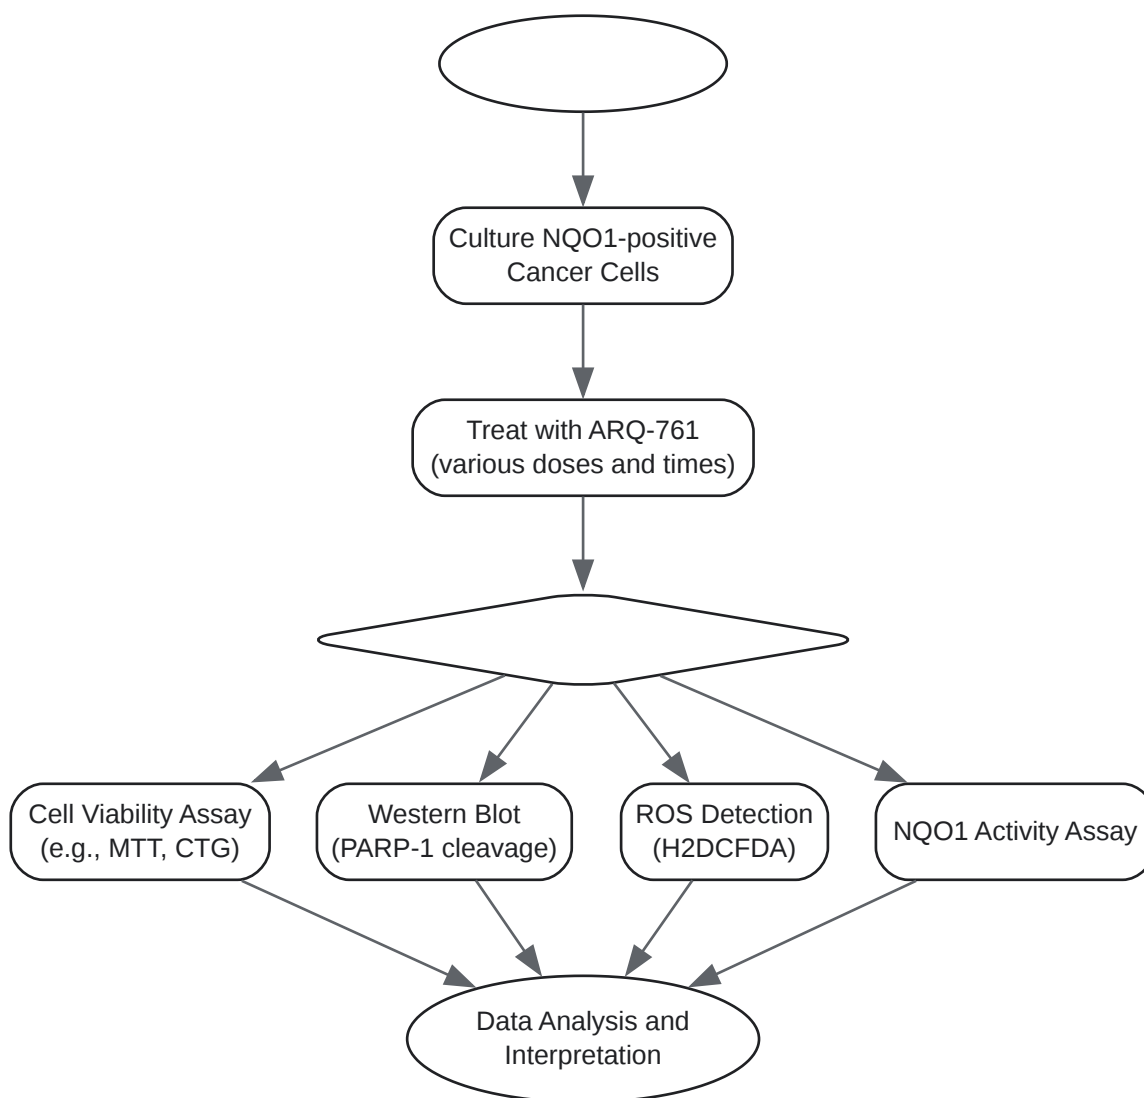 Culture NQO1-positive
Cancer Cells
Treat with ARQ-761
(various doses and times)
Cell Viability Assay
(e.g., MTT, CTG)
Western Blot
(PARP-1 cleavage)
ROS Detection
(H2DCFDA)
NQO1 Activity Assay
Data Analysis and
Interpretation